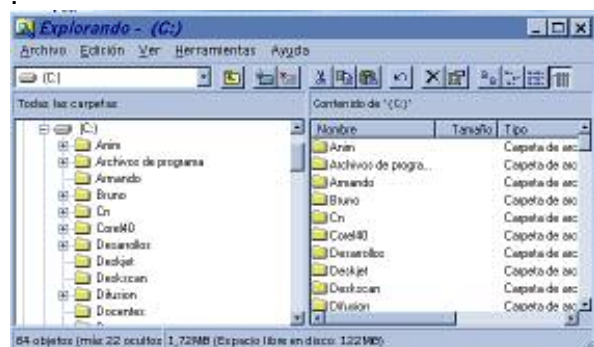 Explorando - (C:)
Archivo Edición Ver Herramientas Ayuda
(C:)
Todas las carpetas
Contenido de '(C:)'
(C:)
Anim
Archivos de programa
Armando
Bruno
Cn
Corel40
Desarrollos
Deskjet
Deskscan
Difusion
Docentes
Nombre Tamaño Tipo
Anim Carpeta de arc
Archivos de progra... Carpeta de arc
Armando Carpeta de arc
Bruno Carpeta de arc
Cn Carpeta de arc
Corel40 Carpeta de arc
Desarrollos Carpeta de arc
Deskjet Carpeta de arc
Deskscan Carpeta de arc
Difusion Carpeta de arc
64 objetos (más 22 ocultos 1,72MB (Espacio libre en disco: 122MB)